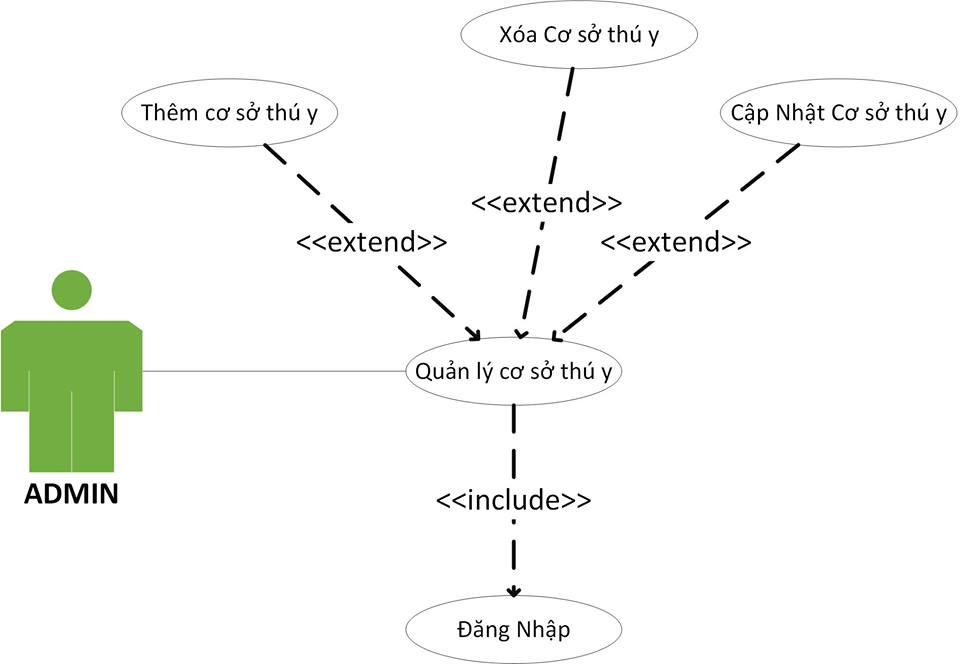 Xóa Cơ sở thú y
Thêm cơ sở thú y
Cập Nhật Cơ sở thú y
<<extend>>
<<extend>>
<<extend>>
Quản lý cơ sở thú y
ADMIN
<<include>>
Đăng Nhập